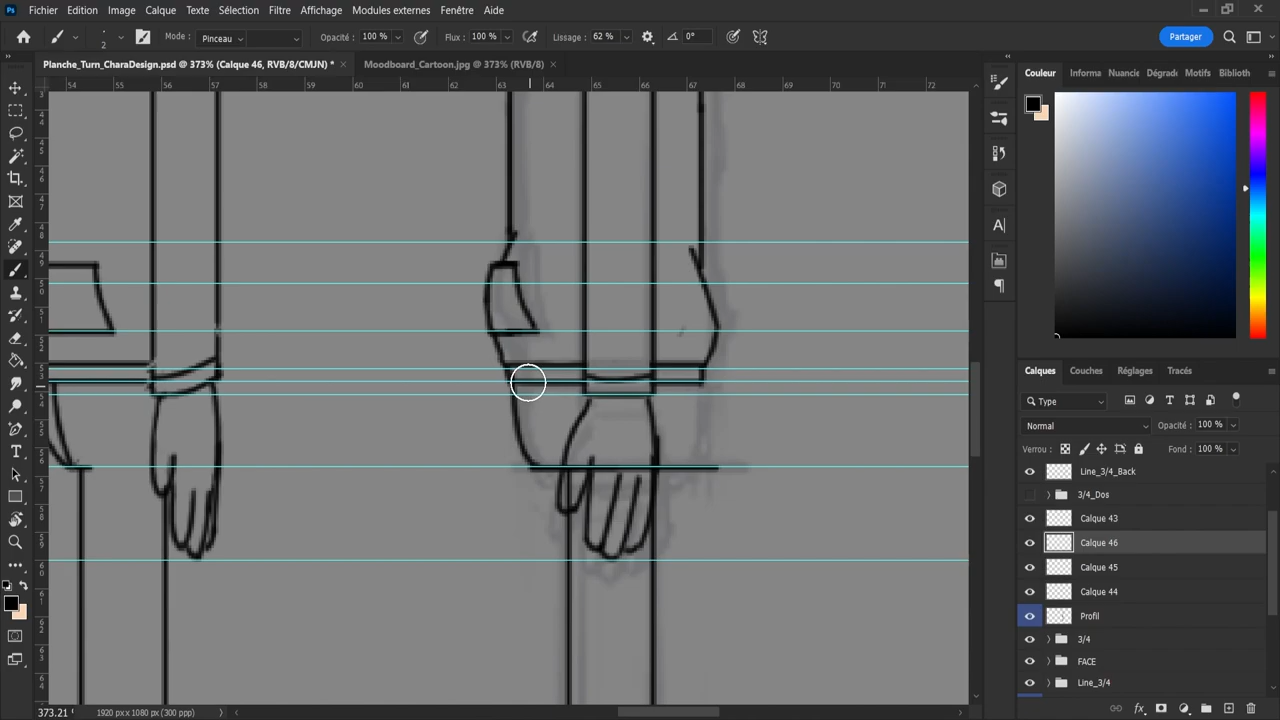 Ps Fichier Edition Image Calque Texte Sélection Filtre Affichage Modules externes Fenêtre Aide
2 Mode : Pinceau Opacité : 100 % Flux : 100 % Lissage : 62 % 0° Partager
Planche_Turn_CharaDesign.psd @ 373% (Calque 46, RVB/8/CMJN) * × Moodboard_Cartoon.jpg @ 373% (RVB/8) ×
Couleur Informa Nuancie Dégradé Motifs Biblioth
54 55 56 57 58 59 60 61 62 63 64 65 66 67 68 69 70 71 72
Calques Couches Réglages Tracés
Type
Normal Opacité : 100 %
Verrou : Fond : 100 %
Line_3/4_Back
3/4_Dos
Calque 43
Calque 46
Calque 45
Calque 44
Profil
3/4
FACE
Line_3/4
373.21 1920 px x 1080 px (300 ppp)